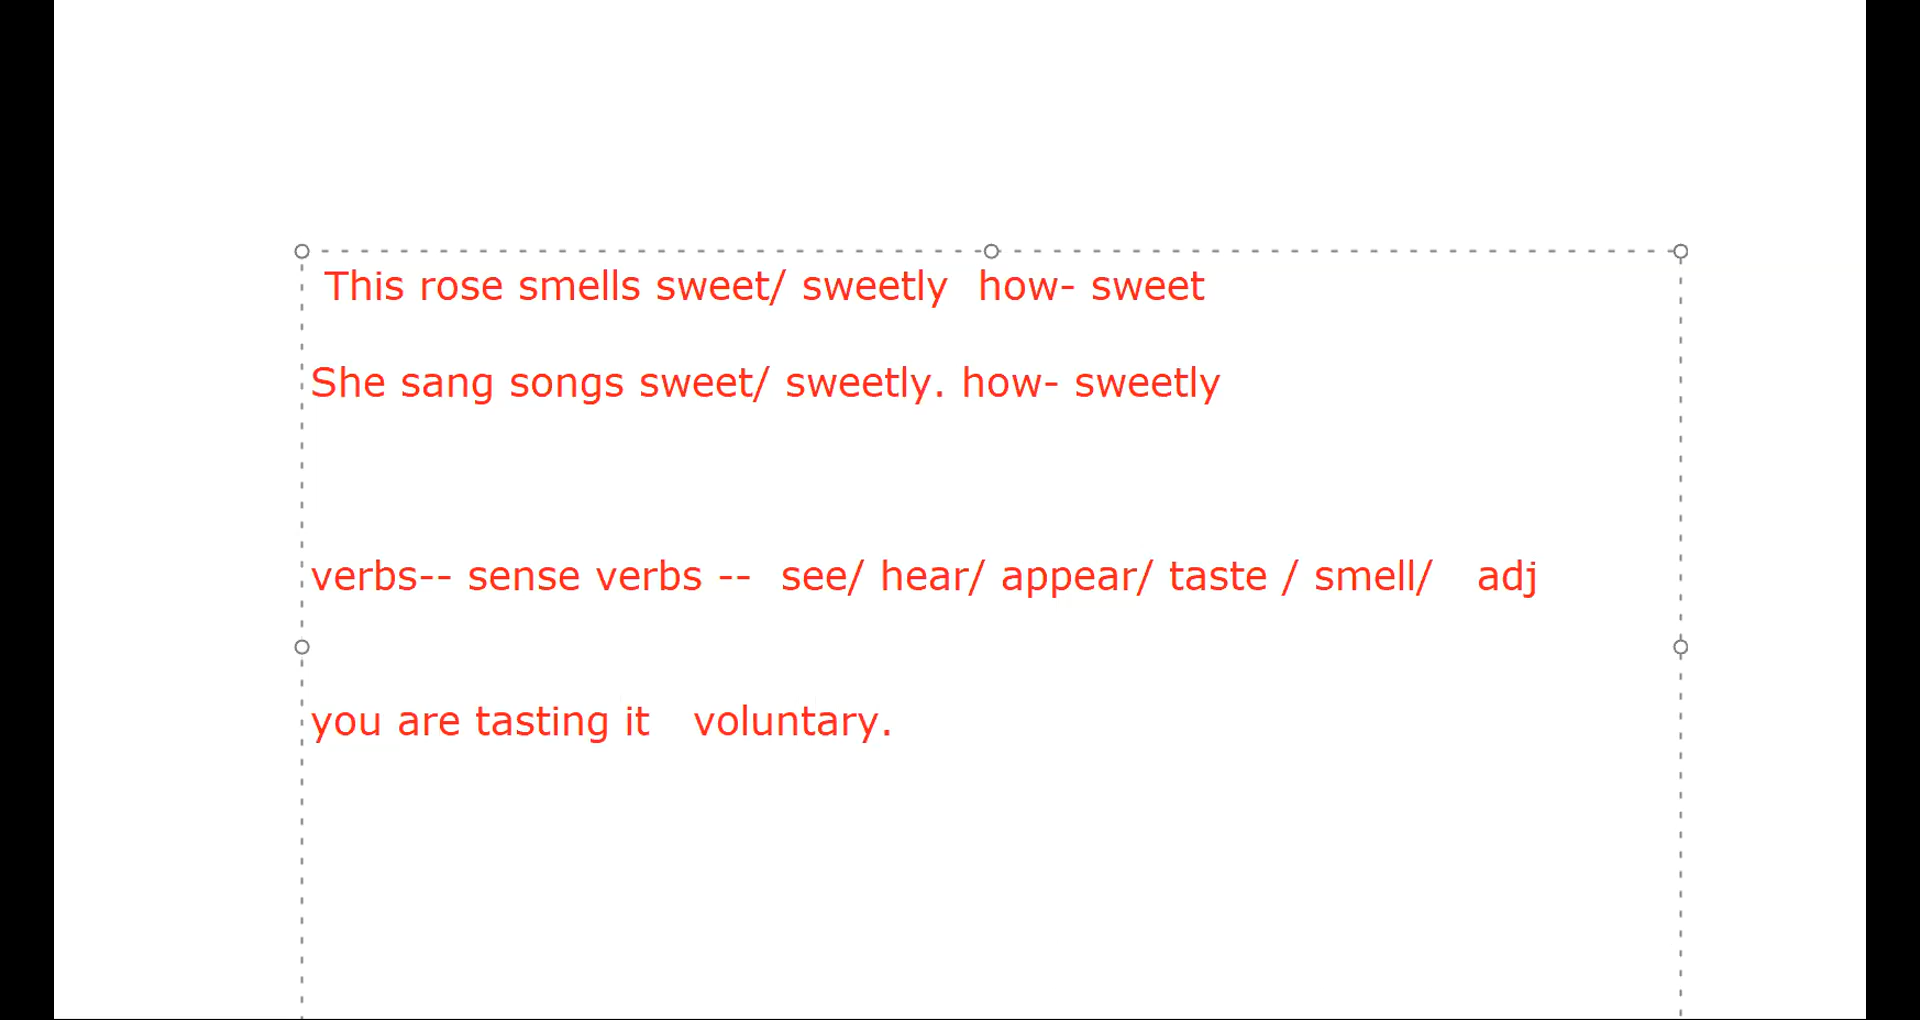 This rose smells sweet/ sweetly  how- sweet
She sang songs sweet/ sweetly. how- sweetly
verbs-- sense verbs --  see/ hear/ appear/ taste / smell/   adj
you are tasting it   voluntary.